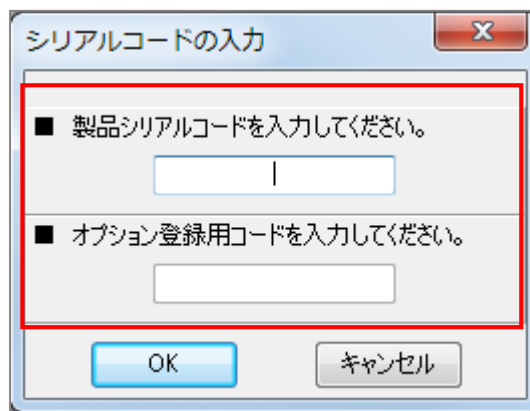 シリアルコードの入力
■ 製品シリアルコードを入力してください。
■ オプション登録用コードを入力してください。
OK
キャンセル